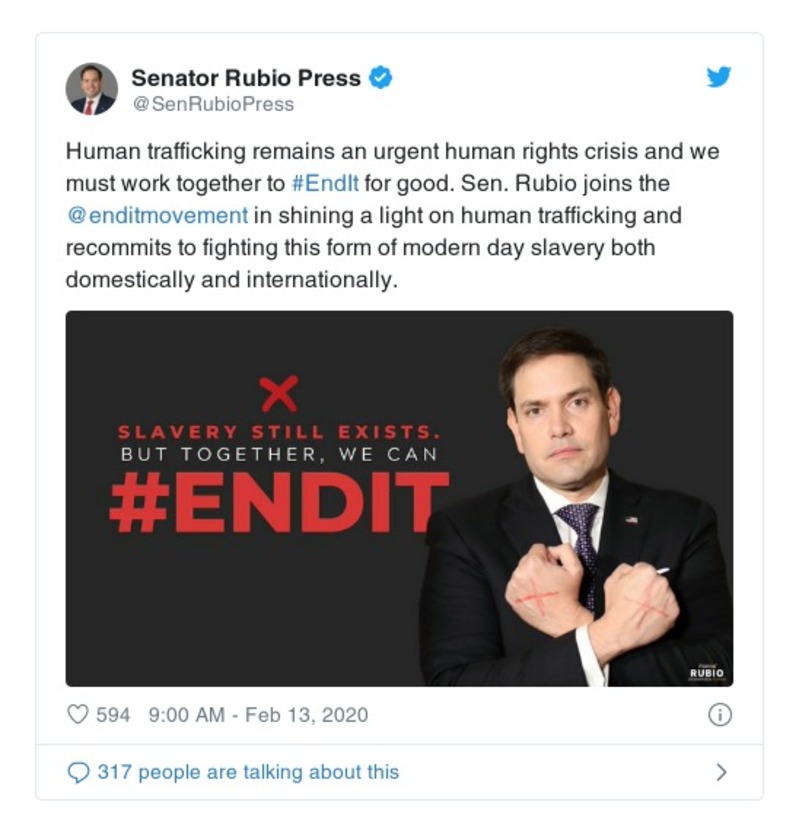 Senator Rubio Press
@SenRubioPress
Human trafficking remains an urgent human rights crisis and we
must work together to #EndIt for good. Sen. Rubio joins the
@enditmovement in shining a light on human trafficking and
recommits to fighting this form of modern day slavery both
domestically and internationally.
SLAVERY STILL EXISTS.
BUT TOGETHER, WE CAN
#ENDIT
RUBIO
594 9:00 AM - Feb 13, 2020
317 people are talking about this